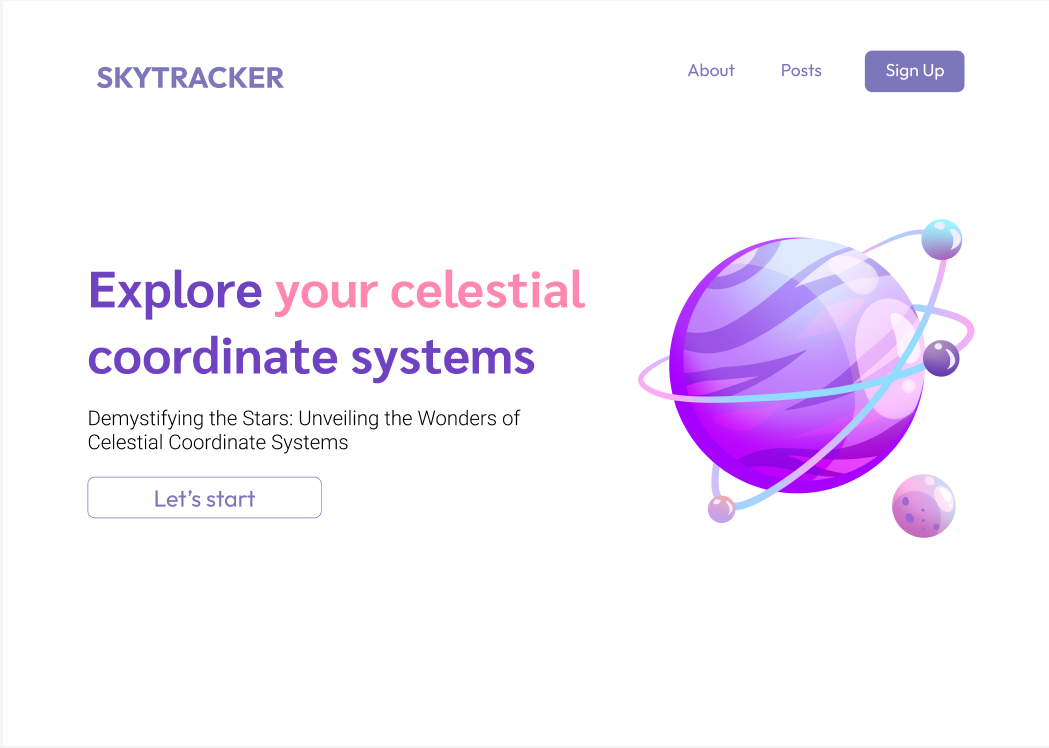 SKYTRACKER
About Posts Sign Up
Explore your celestial
coordinate systems
Demystifying the Stars: Unveiling the Wonders of
Celestial Coordinate Systems
Let’s start